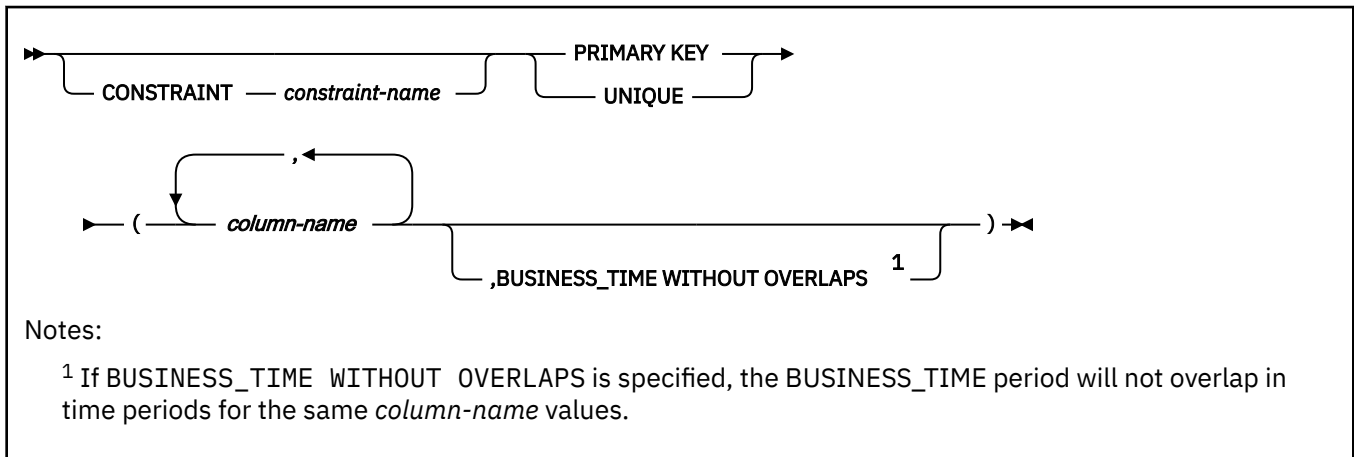 PRIMARY KEY
CONSTRAINT constraint-name UNIQUE
,
( column-name )
,BUSINESS_TIME WITHOUT OVERLAPS 1
Notes:
1 If BUSINESS_TIME WITHOUT OVERLAPS is specified, the BUSINESS_TIME period will not overlap in
time periods for the same column-name values.